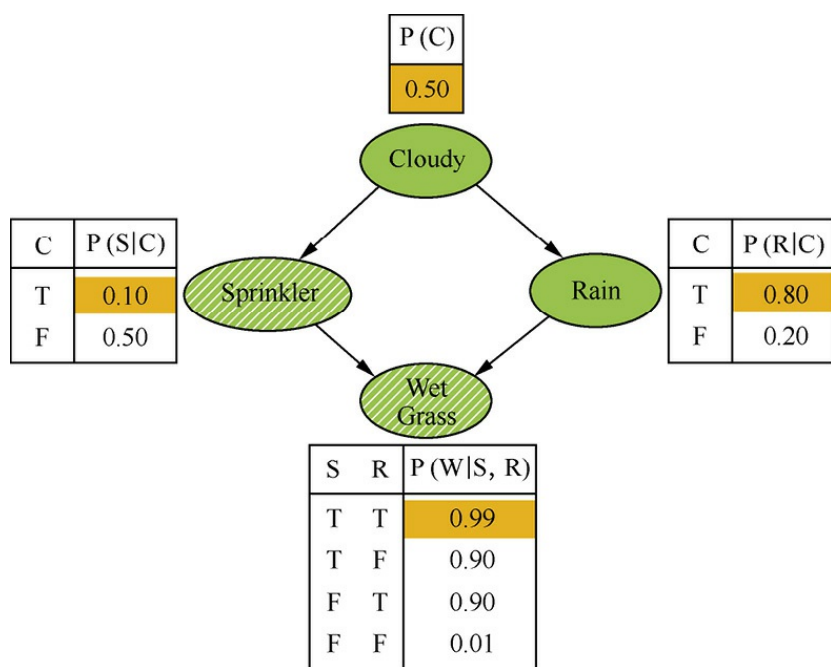 P (C)
0.50
Cloudy
C P (S|C)
T 0.10
F 0.50
Sprinkler
Rain
C P (R|C)
T 0.80
F 0.20
Wet
Grass
S R P (W|S, R)
T T 0.99
T F 0.90
F T 0.90
F F 0.01